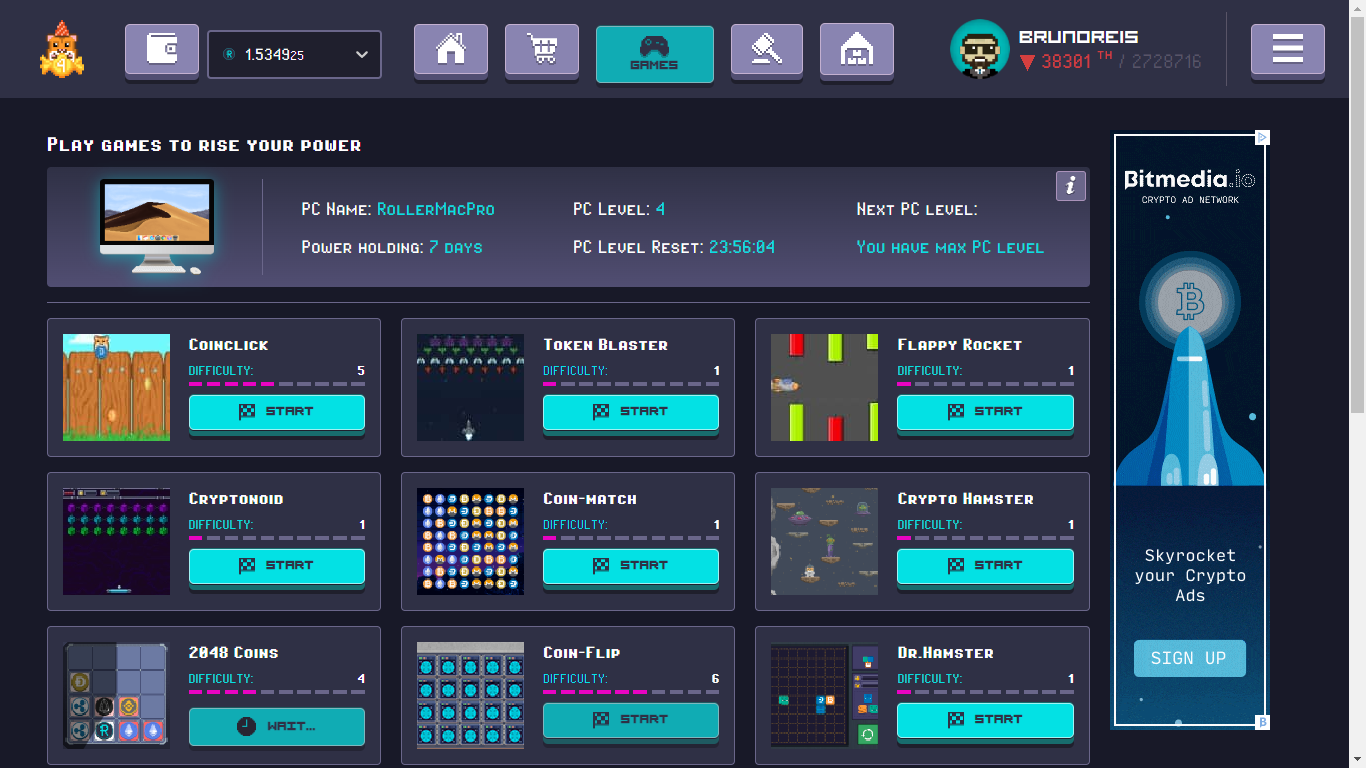 1.534925
GAMES
BRUNOREIS
38301 TH / 2728716
PLAY GAMES TO RISE YOUR POWER
PC NAME: ROLLERMACPRO
PC LEVEL: 4
NEXT PC LEVEL:
i
POWER HOLDING: 7 DAYS
PC LEVEL RESET: 23:56:04
YOU HAVE MAX PC LEVEL
COINCLICK
DIFFICULTY: 5
START
TOKEN BLASTER
DIFFICULTY: 1
START
FLAPPY ROCKET
DIFFICULTY: 1
START
CRYPTONOID
DIFFICULTY: 1
START
COIN-MATCH
DIFFICULTY: 1
START
CRYPTO HAMSTER
DIFFICULTY: 1
START
2048 COINS
DIFFICULTY: 4
WAIT...
COIN-FLIP
DIFFICULTY: 6
START
DR.HAMSTER
DIFFICULTY: 1
START
Bitmedia.io
CRYPTO AD NETWORK
Skyrocket
your Crypto
Ads
SIGN UP